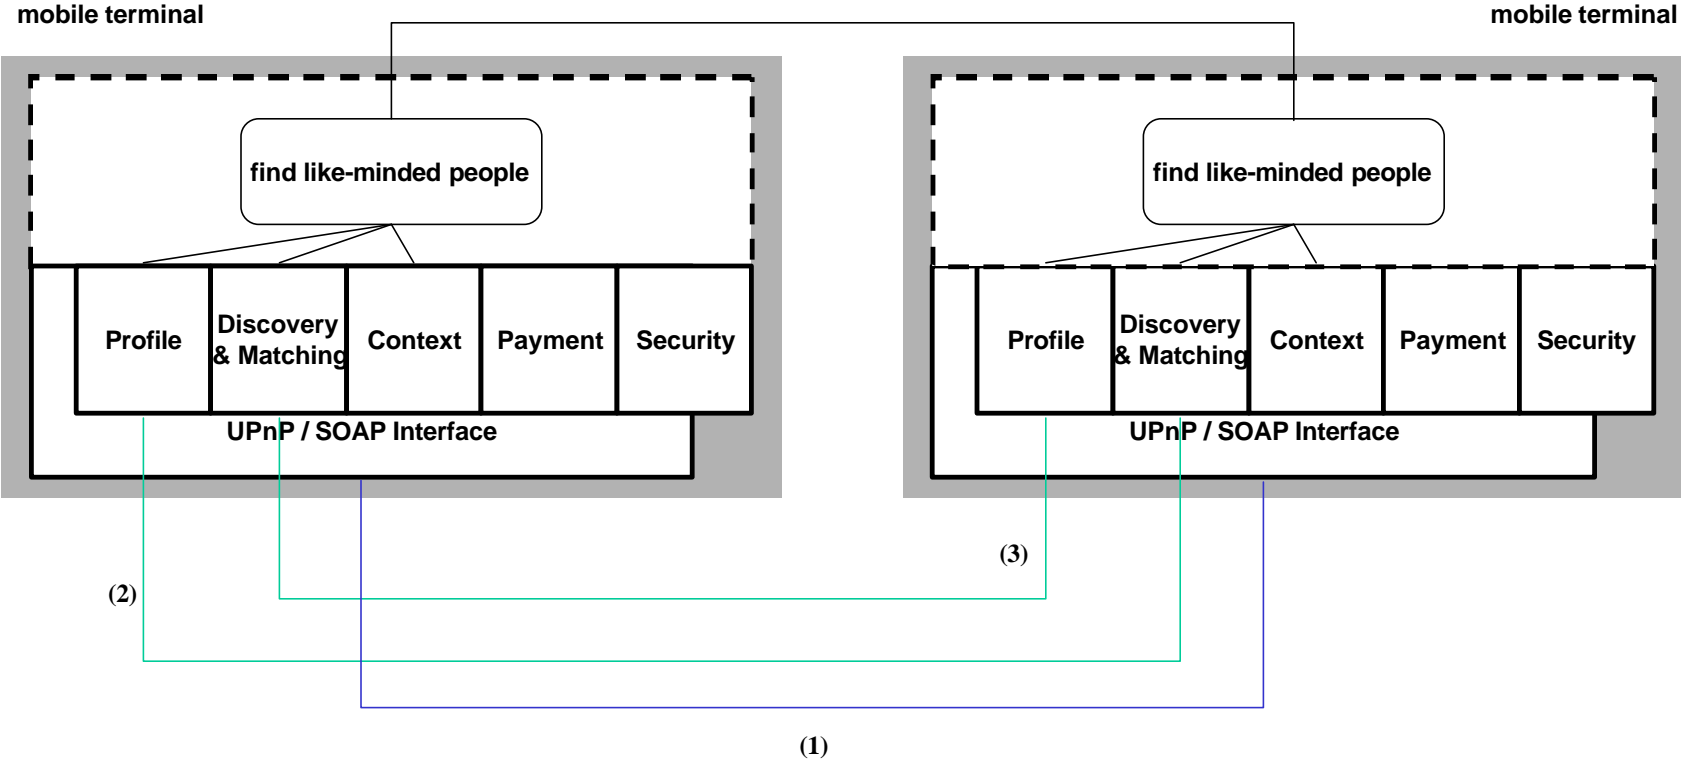 mobile terminal
mobile terminal
find like-minded people
find like-minded people
Profile
Discovery
& Matching
Context
Payment
Security
Profile
Discovery
& Matching
Context
Payment
Security
UPnP / SOAP Interface
UPnP / SOAP Interface
(3)
(2)
(1)